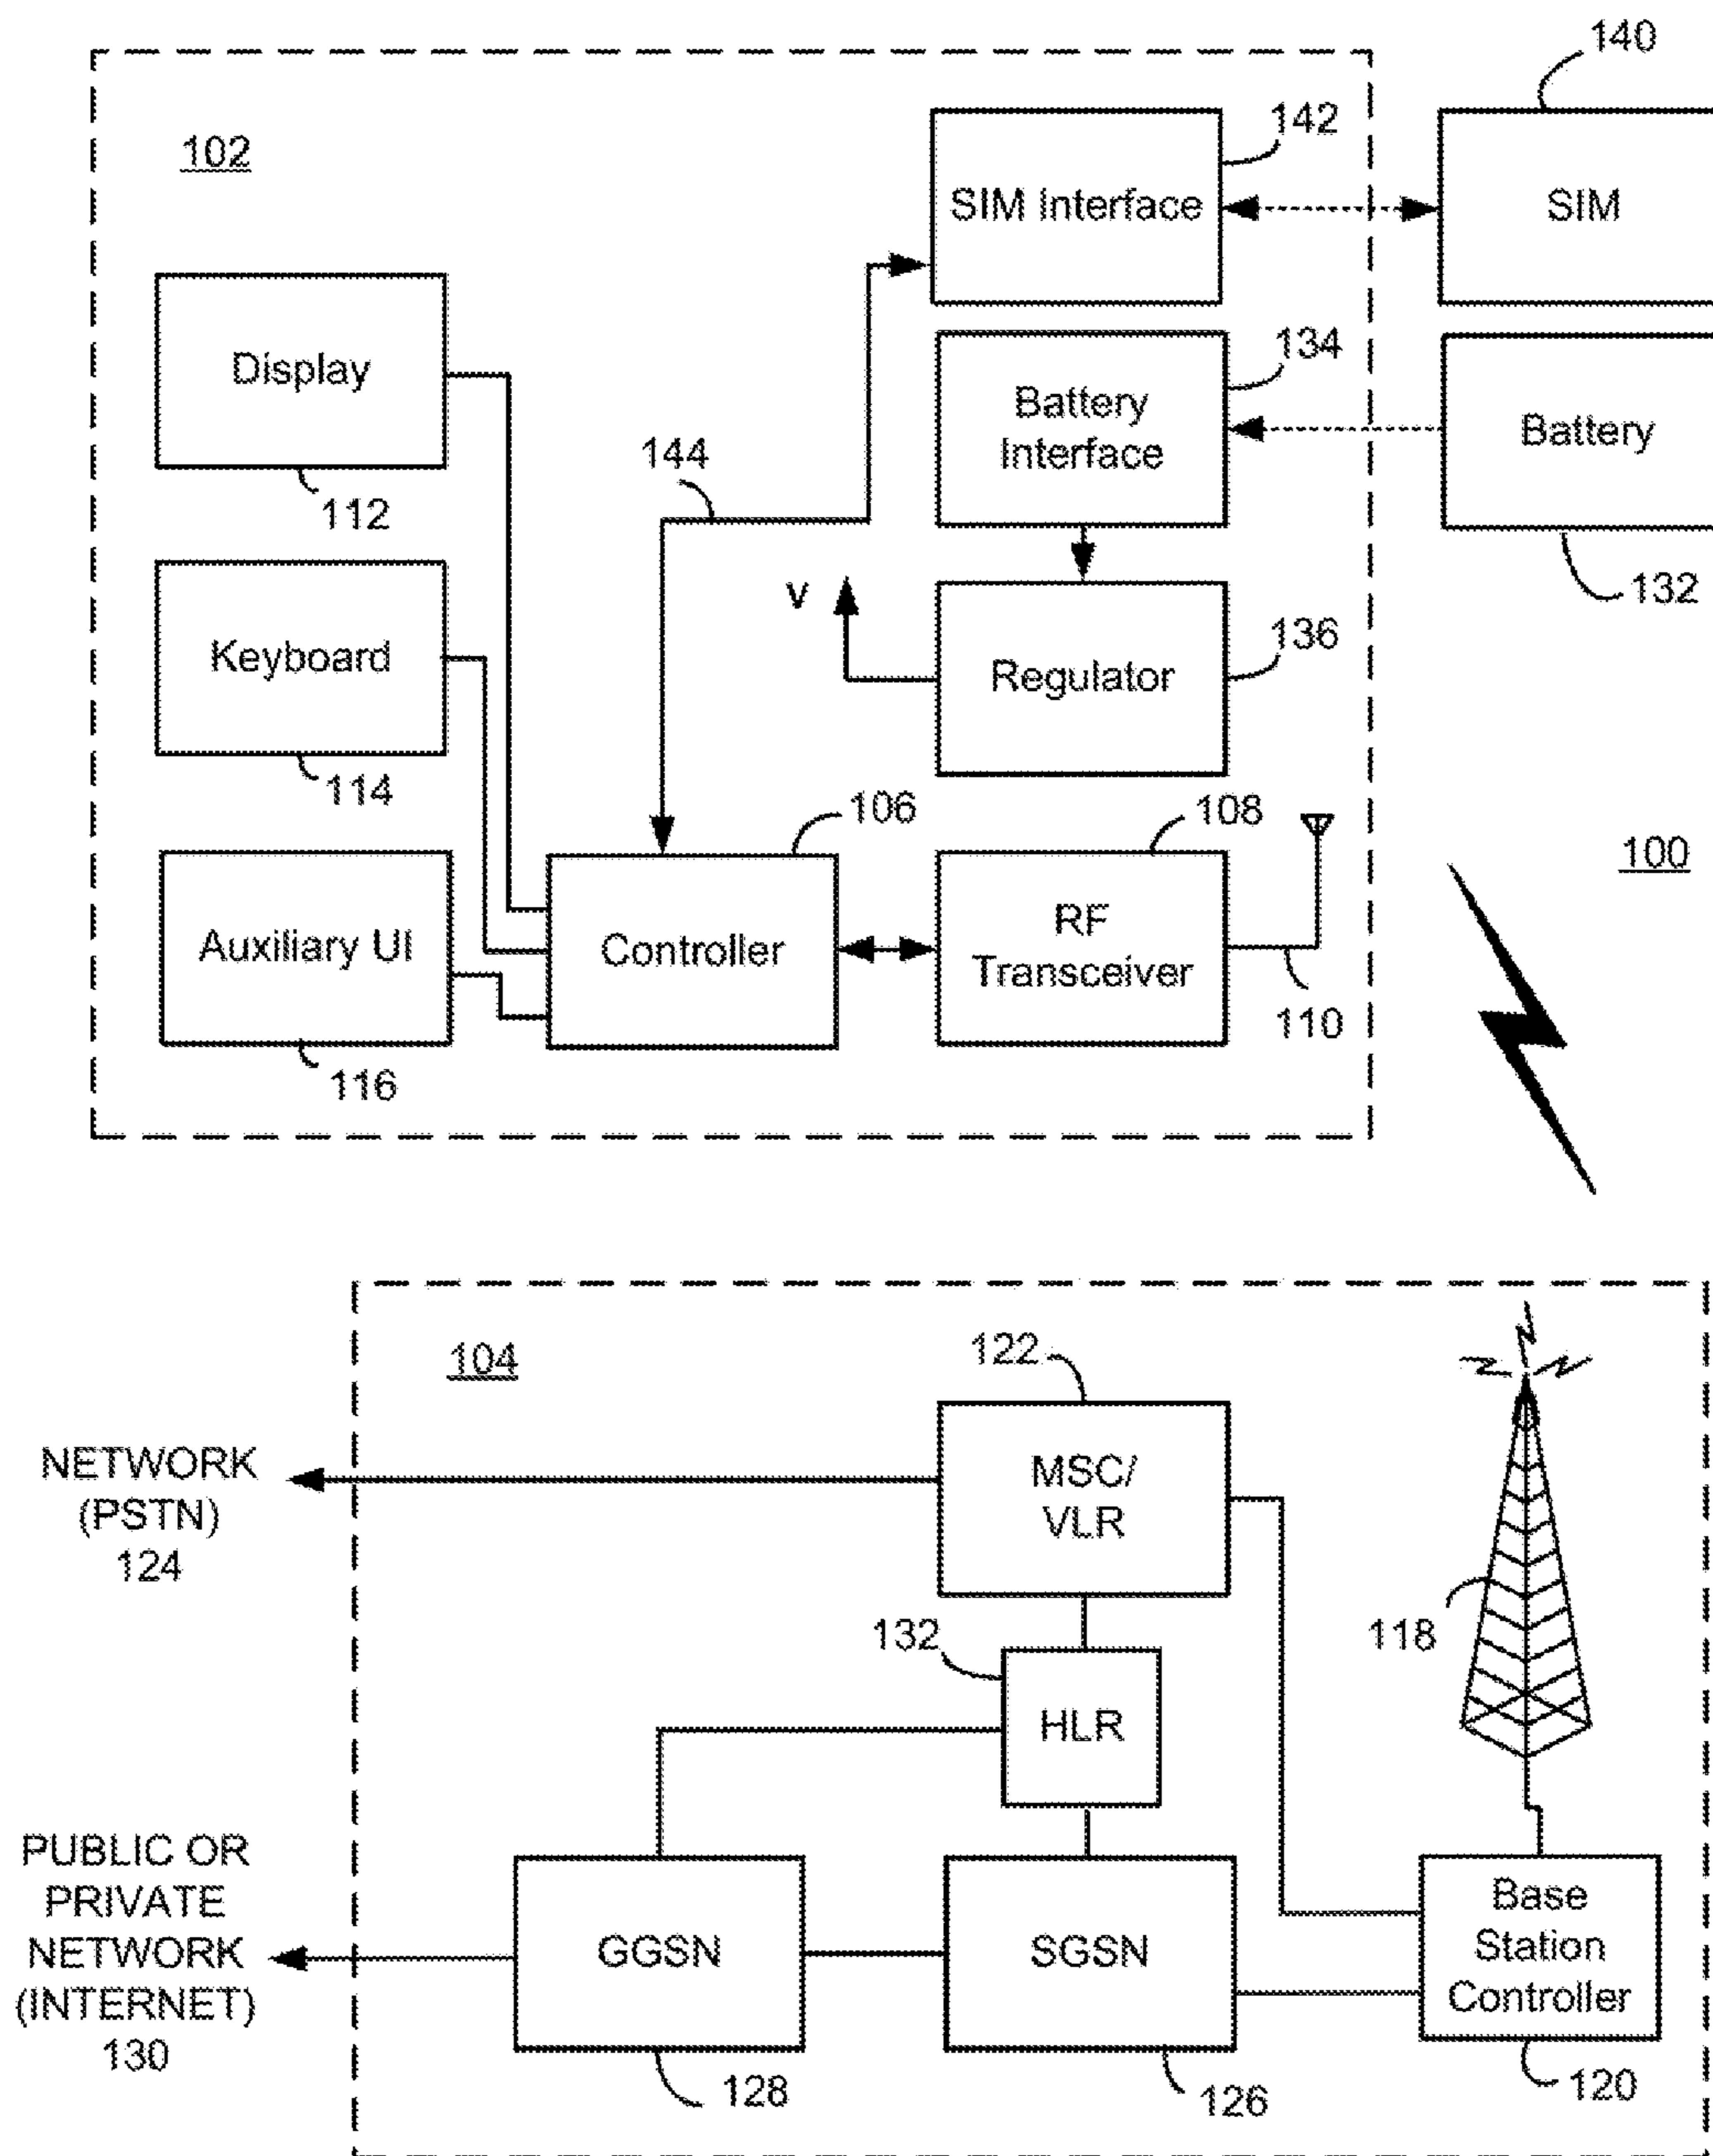 140
102
142
SIM Interface
SIM
Display
134
Battery
Interface
Battery
144
112
V
132
Keyboard
136
Regulator
114
106
108
100
Auxiliary UI
Controller
RF
Transceiver
110
116
104
122
NETWORK
(PSTN)
124
MSC/
VLR
118
132
HLR
PUBLIC OR
PRIVATE
NETWORK
(INTERNET)
130
GGSN
SGSN
Base
Station
Controller
128
126
120